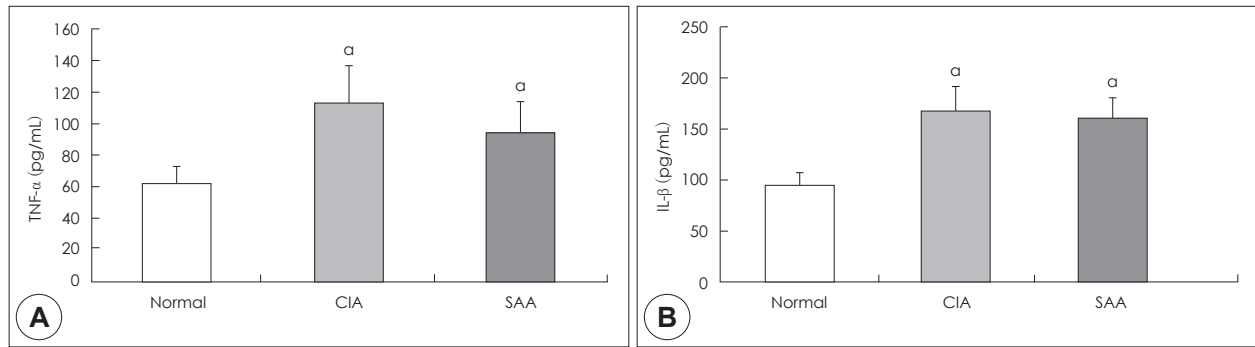 160
140
120
100
80
60
40
20
0
TNF-α (pg/mL)
a
a
Normal
CIA
SAA
A
250
200
150
100
50
0
IL-β (pg/mL)
a
a
Normal
CIA
SAA
B